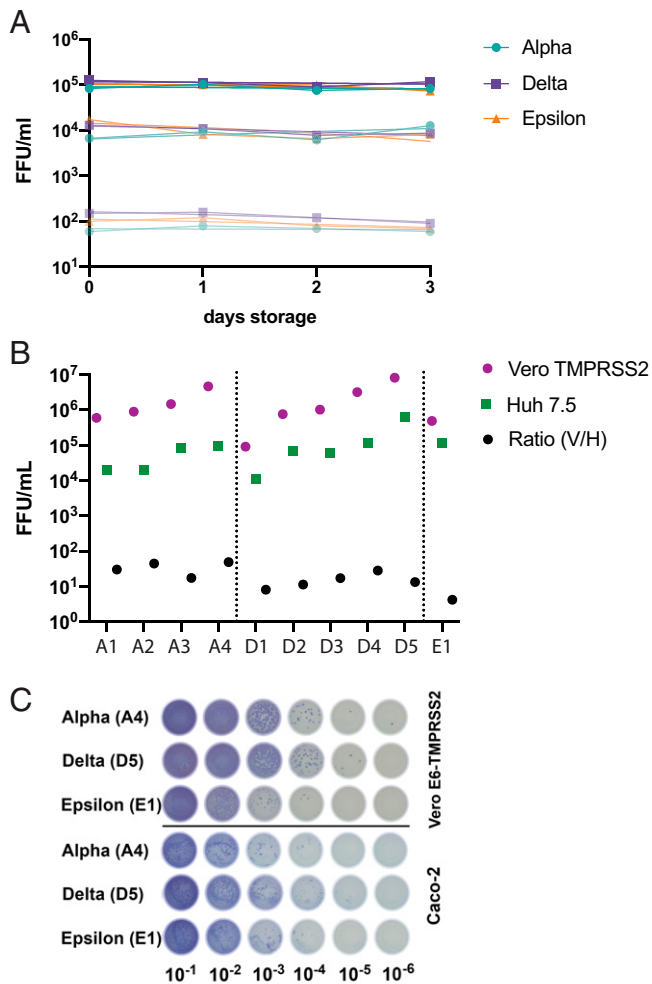 A
FFU/ml
10⁶
10⁵
10⁴
10³
10²
10¹
0 1 2 3
days storage
Alpha
Delta
Epsilon
B
FFU/mL
10⁷
10⁶
10⁵
10⁴
10³
10²
10¹
10⁰
A1 A2 A3 A4 D1 D2 D3 D4 D5 E1
Vero TMPRSS2
Huh 7.5
Ratio (V/H)
C
Alpha (A4)
Delta (D5)
Epsilon (E1)
Vero E6-TMPRSS2
Alpha (A4)
Delta (D5)
Epsilon (E1)
Caco-2
10⁻¹ 10⁻² 10⁻³ 10⁻⁴ 10⁻⁵ 10⁻⁶